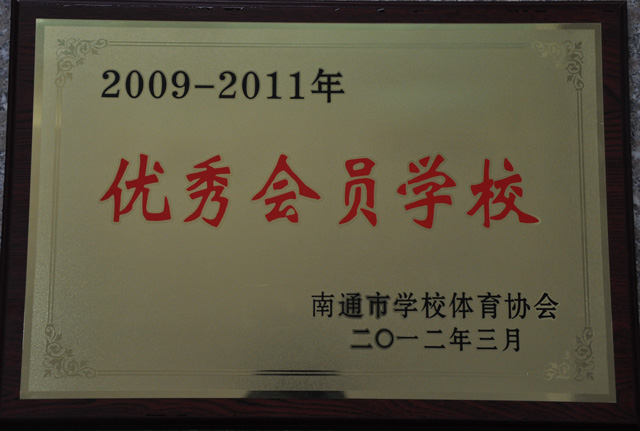 2009-2011年
优秀会员学校
南通市学校体育协会
二〇一二年三月